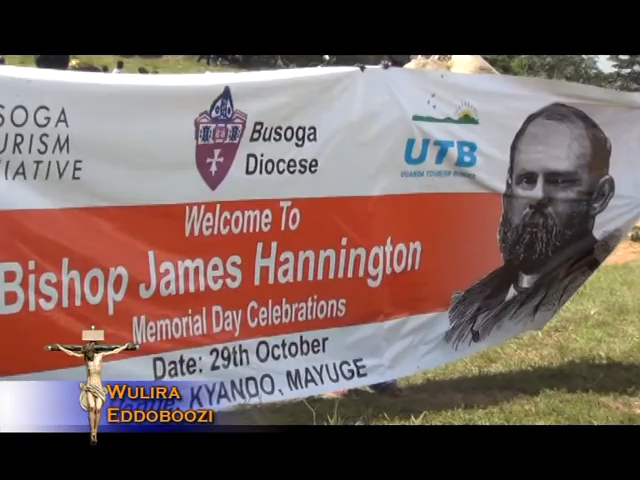 SOGA
URISM
IATIVE
Busoga
Diocese
UTB
UGANDA TOURISM
Welcome To
Bishop James Hannington
Memorial Day Celebrations
Date: 29th October
KYANDO, MAYUGE
WULIRA
EDDOBOOZI